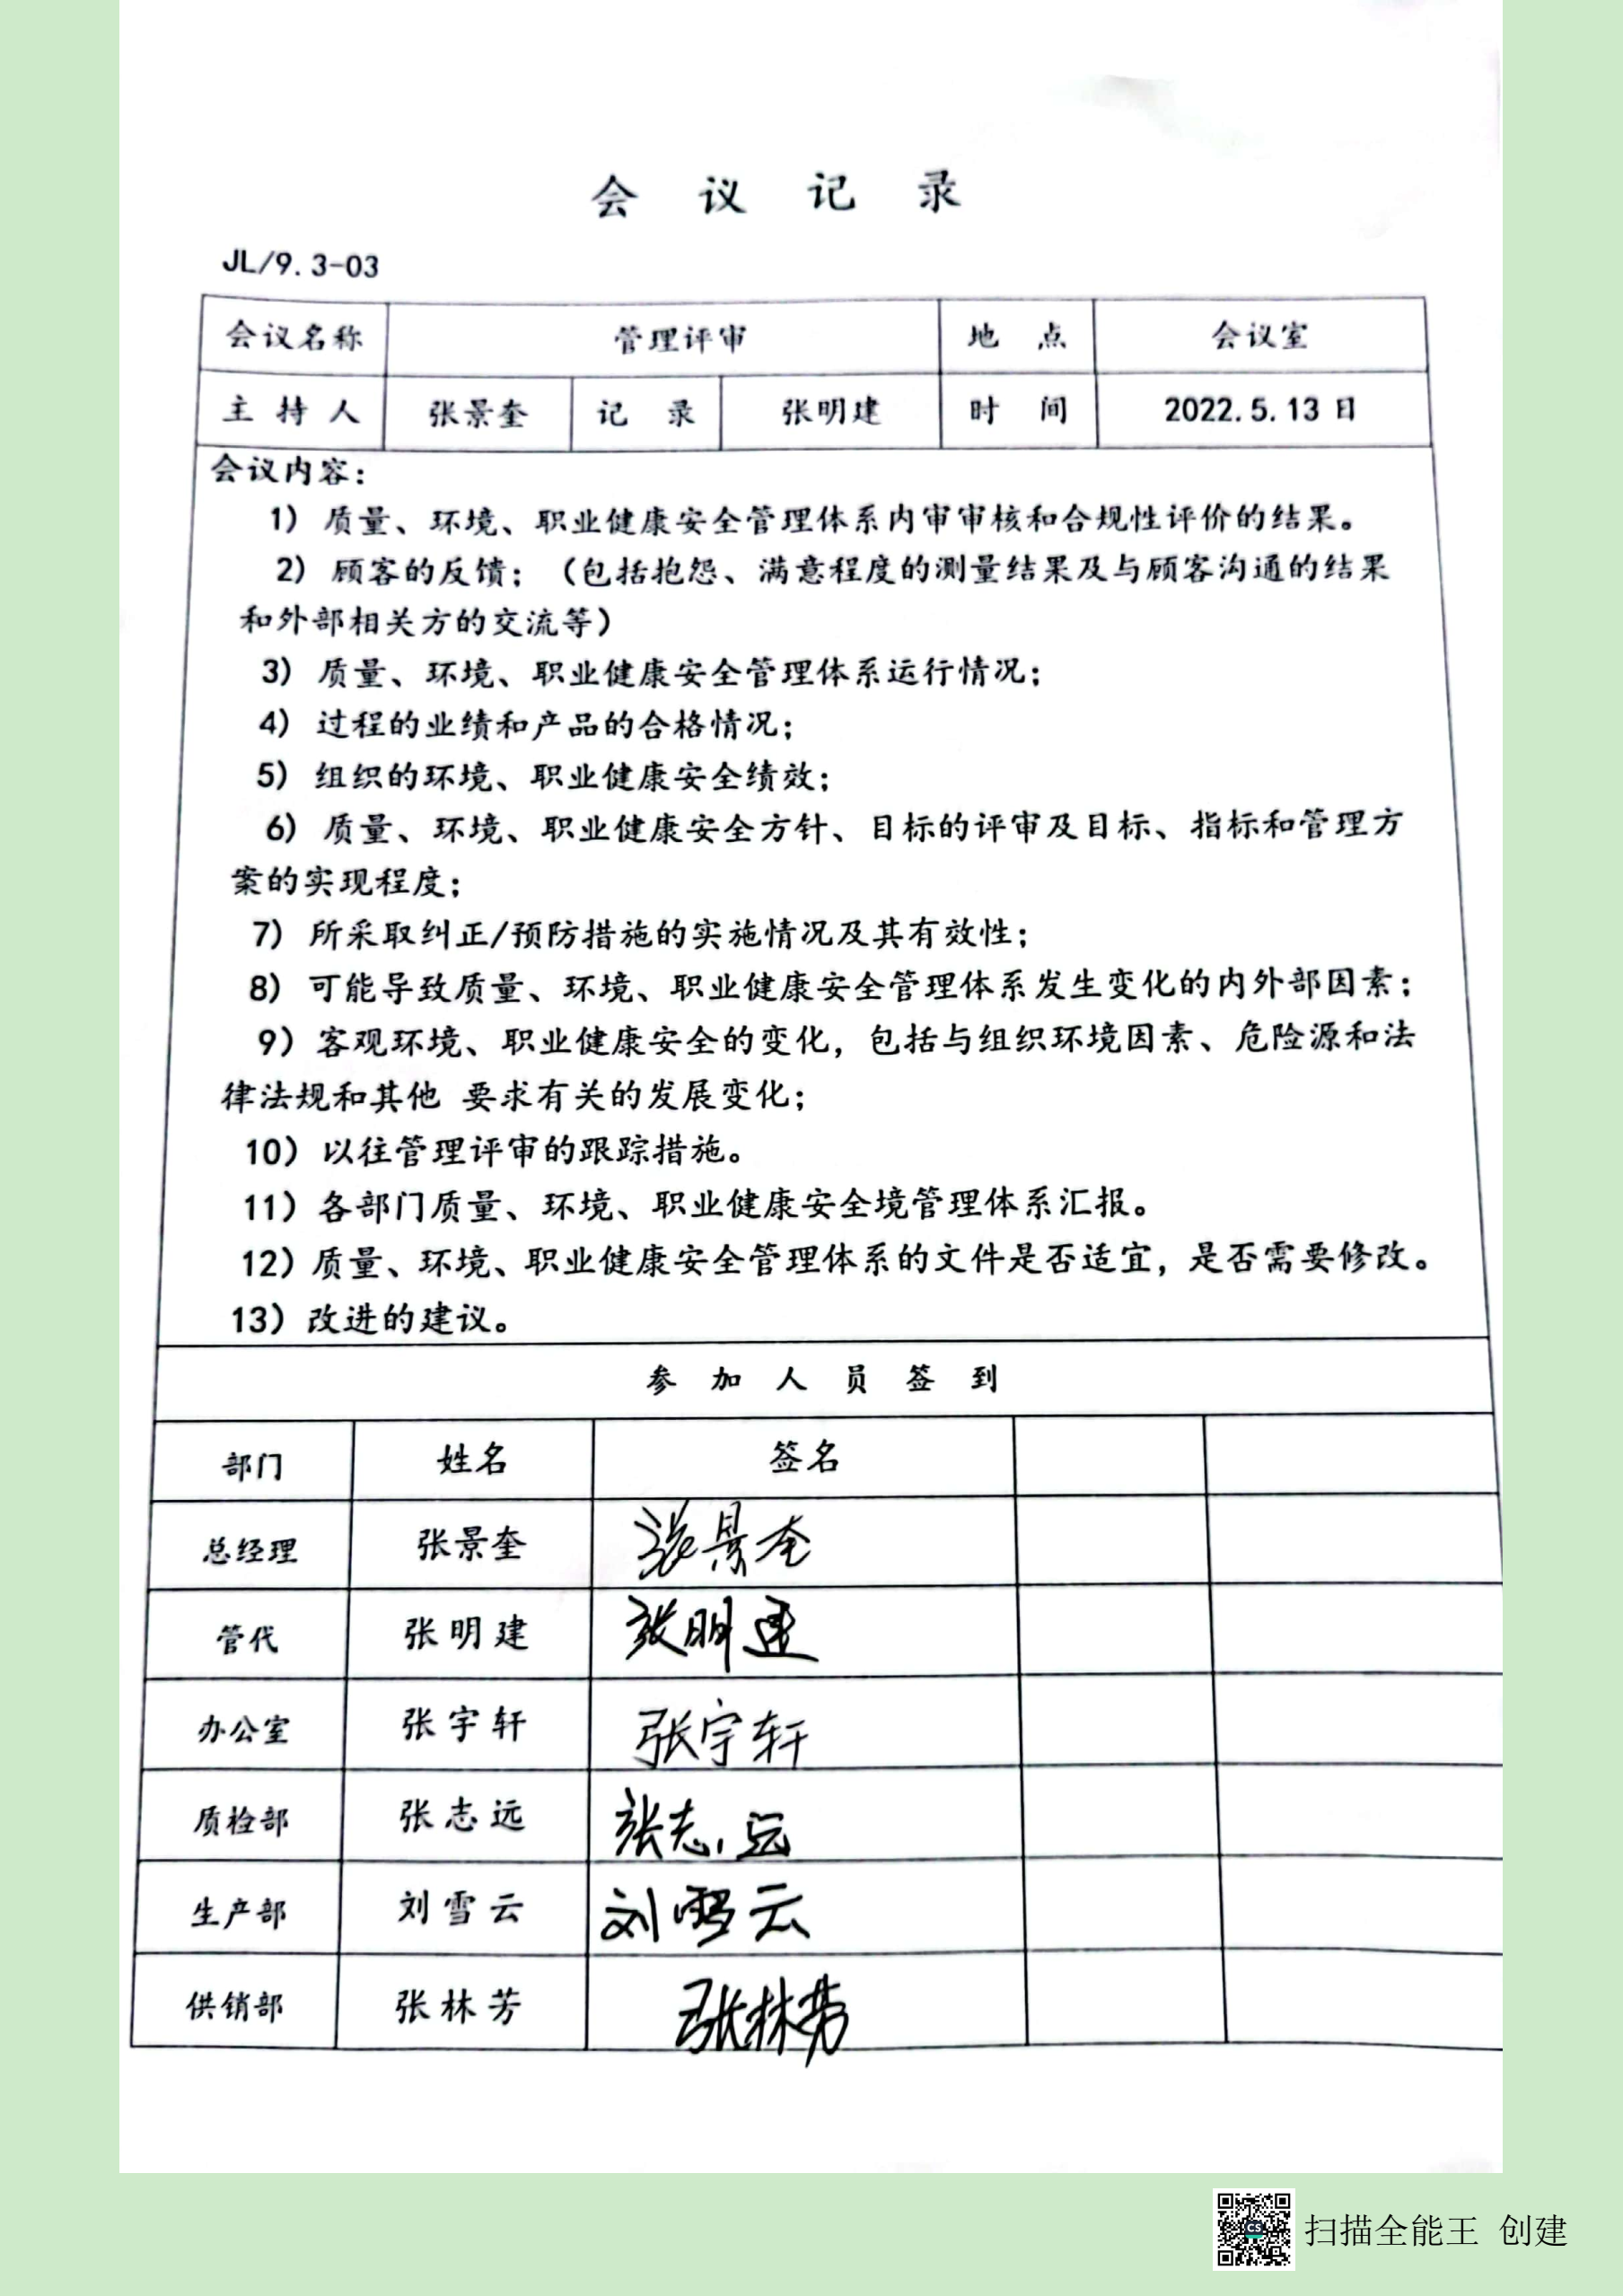 会 议 记 录
JL/9.3-03
会议名称 管理评审 地 点 会议室
主 持 人 张景奎 记 录 张明建 时 间 2022.5.13日
会议内容：
1) 质量、环境、职业健康安全管理体系内审审核和合规性评价的结果。
2) 顾客的反馈；（包括抱怨、满意程度的测量结果及与顾客沟通的结果
和外部相关方的交流等）
3) 质量、环境、职业健康安全管理体系运行情况；
4) 过程的业绩和产品的合格情况；
5) 组织的环境、职业健康安全绩效；
6) 质量、环境、职业健康安全方针、目标的评审及目标、指标和管理方
案的实现程度；
7) 所采取纠正/预防措施的实施情况及其有效性；
8) 可能导致质量、环境、职业健康安全管理体系发生变化的内外部因素；
9) 客观环境、职业健康安全的变化，包括与组织环境因素、危险源和法
律法规和其他 要求有关的发展变化；
10) 以往管理评审的跟踪措施。
11) 各部门质量、环境、职业健康安全境管理体系汇报。
12) 质量、环境、职业健康安全管理体系的文件是否适宜，是否需要修改。
13) 改进的建议。
参 加 人 员 签 到
部门 姓名 签名
总经理 张景奎 张景奎
管代 张明建 张明建
办公室 张宇轩 张宇轩
质检部 张志远 张志远
生产部 刘雪云 刘雪云
供销部 张林芳 张林芳
CS 扫描全能王 创建